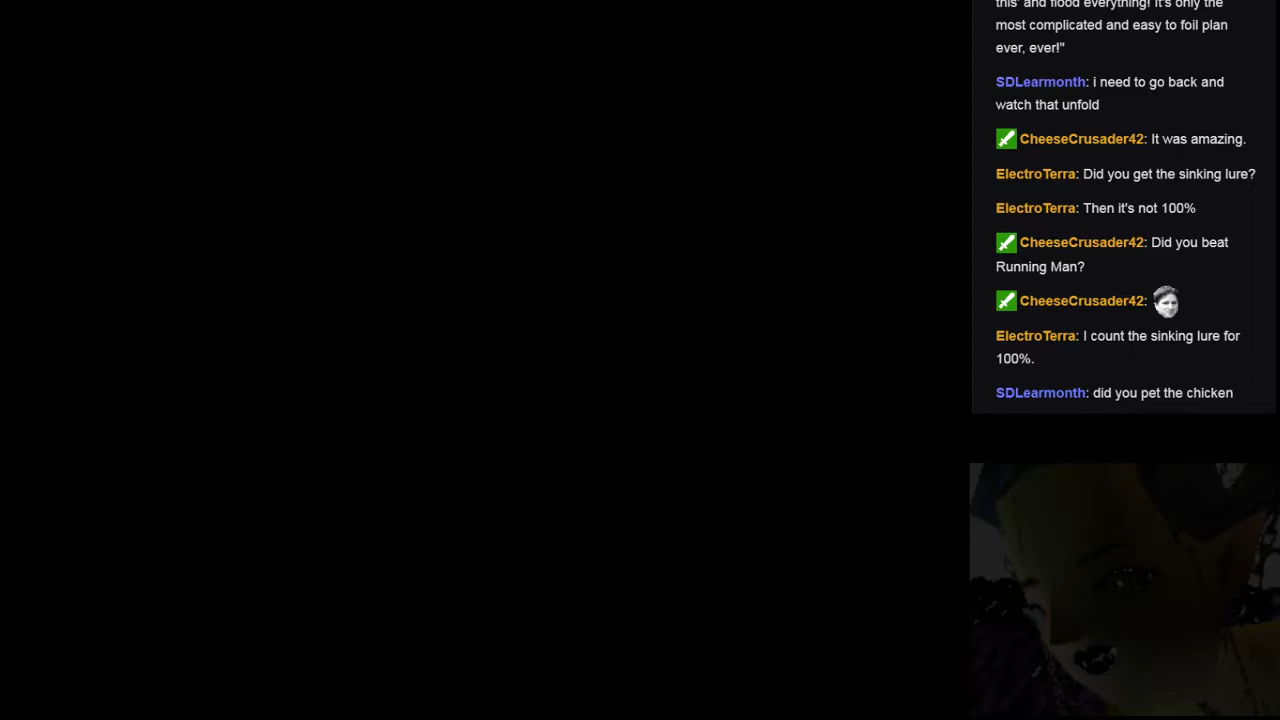 this' and flood everything! It's only the
most complicated and easy to foil plan
ever, ever!"
SDLearmonth: i need to go back and
watch that unfold
CheeseCrusader42: It was amazing.
ElectroTerra: Did you get the sinking lure?
ElectroTerra: Then it's not 100%
CheeseCrusader42: Did you beat
Running Man?
CheeseCrusader42:
ElectroTerra: I count the sinking lure for
100%.
SDLearmonth: did you pet the chicken